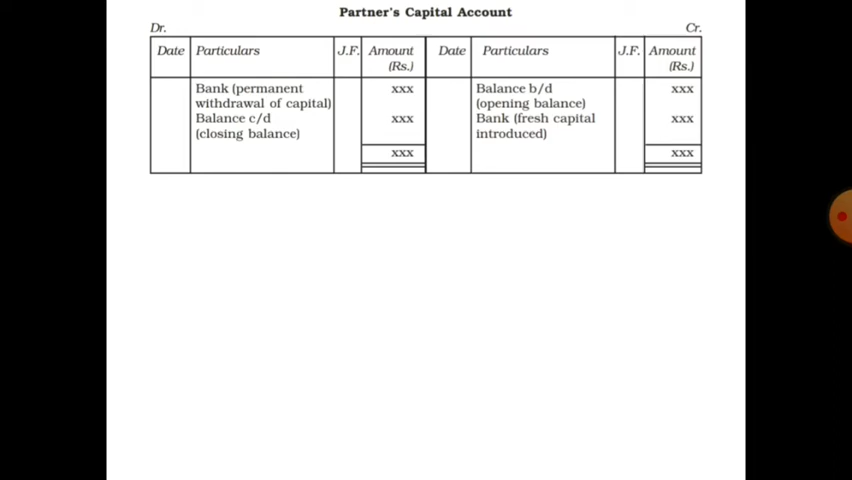 Partner's Capital Account
Dr. Cr.
Date Particulars J.F. Amount Date Particulars J.F. Amount
(Rs.) (Rs.)
Bank (permanent xxx Balance b/d xxx
withdrawal of capital) (opening balance)
Balance c/d xxx Bank (fresh capital xxx
(closing balance) introduced)
xxx xxx